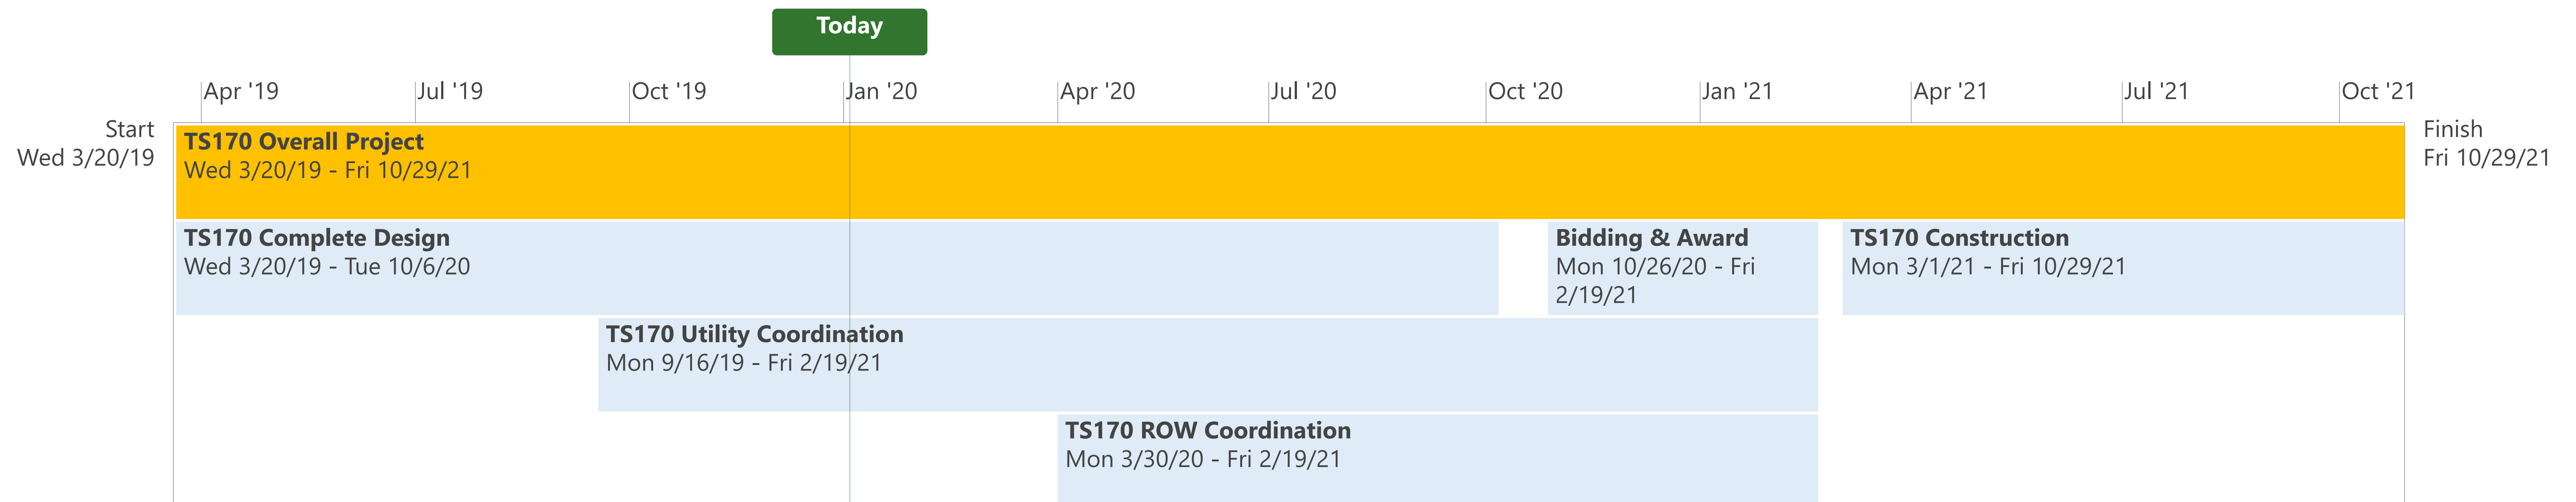 Today
Apr '19
Jul '19
Oct '19
Jan '20
Apr '20
Jul '20
Oct '20
Jan '21
Apr '21
Jul '21
Oct '21
Start
Wed 3/20/19
Finish
Fri 10/29/21
TS170 Overall Project
Wed 3/20/19 - Fri 10/29/21
TS170 Complete Design
Wed 3/20/19 - Tue 10/6/20
Bidding & Award
Mon 10/26/20 - Fri
2/19/21
TS170 Construction
Mon 3/1/21 - Fri 10/29/21
TS170 Utility Coordination
Mon 9/16/19 - Fri 2/19/21
TS170 ROW Coordination
Mon 3/30/20 - Fri 2/19/21